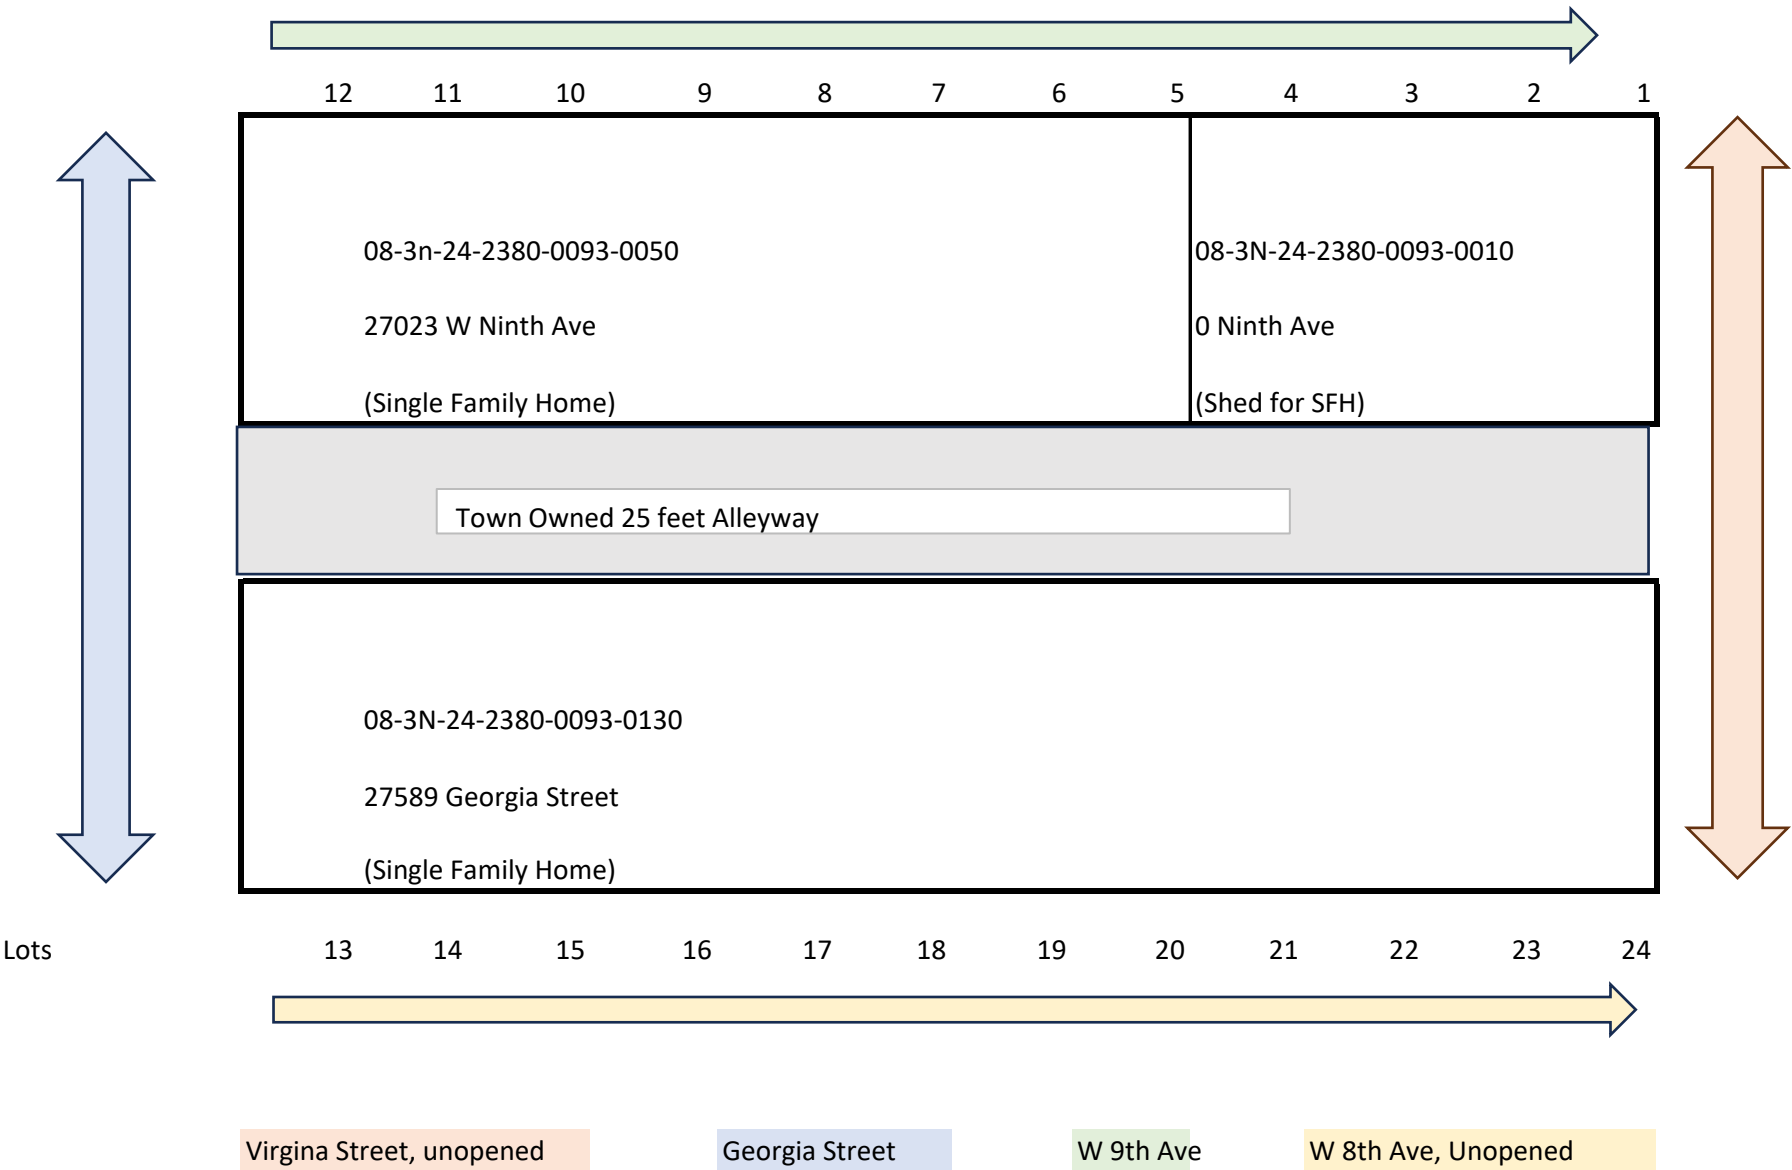 12 11 10 9 8 7 6 5 4 3 2 1
08-3n-24-2380-0093-0050 08-3N-24-2380-0093-0010
27023 W Ninth Ave 0 Ninth Ave
(Single Family Home) (Shed for SFH)
Town Owned 25 feet Alleyway
08-3N-24-2380-0093-0130
27589 Georgia Street
(Single Family Home)
Lots 13 14 15 16 17 18 19 20 21 22 23 24
Virgina Street, unopened Georgia Street W 9th Ave W 8th Ave, Unopened